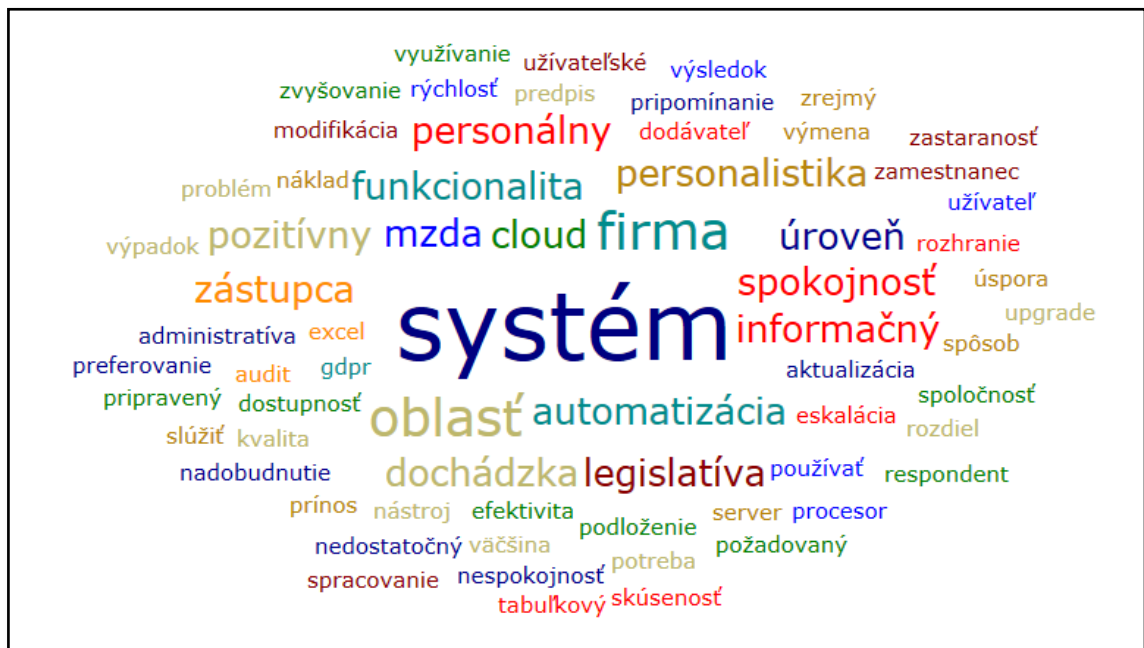 využívanie užívateľské výsledok
zvyšovanie rýchlosť predpis pripomínanie zrejmý
modifikácia personálny dodávateľ výmena zastaranosť
problém náklad funkcionalita personalistika zamestnanec
užívateľ
výpadok pozitívny mzda cloud firma úroveň rozhranie
zástupca spokojnosť úspora
administratíva excel systém informačný upgrade
spôsob
preferovanie audit gdpr aktualizácia
pripravený dostupnosť oblasť automatizácia eskalácia spoločnosť
slúžiť kvalita rozdiel
nadobudnutie dochádzka legislatíva používať respondent
prínos nástroj efektivita podloženie server procesor
nedostatočný väčšina potreba požadovaný
spracovanie nespokojnosť
tabuľkový skúsenosť